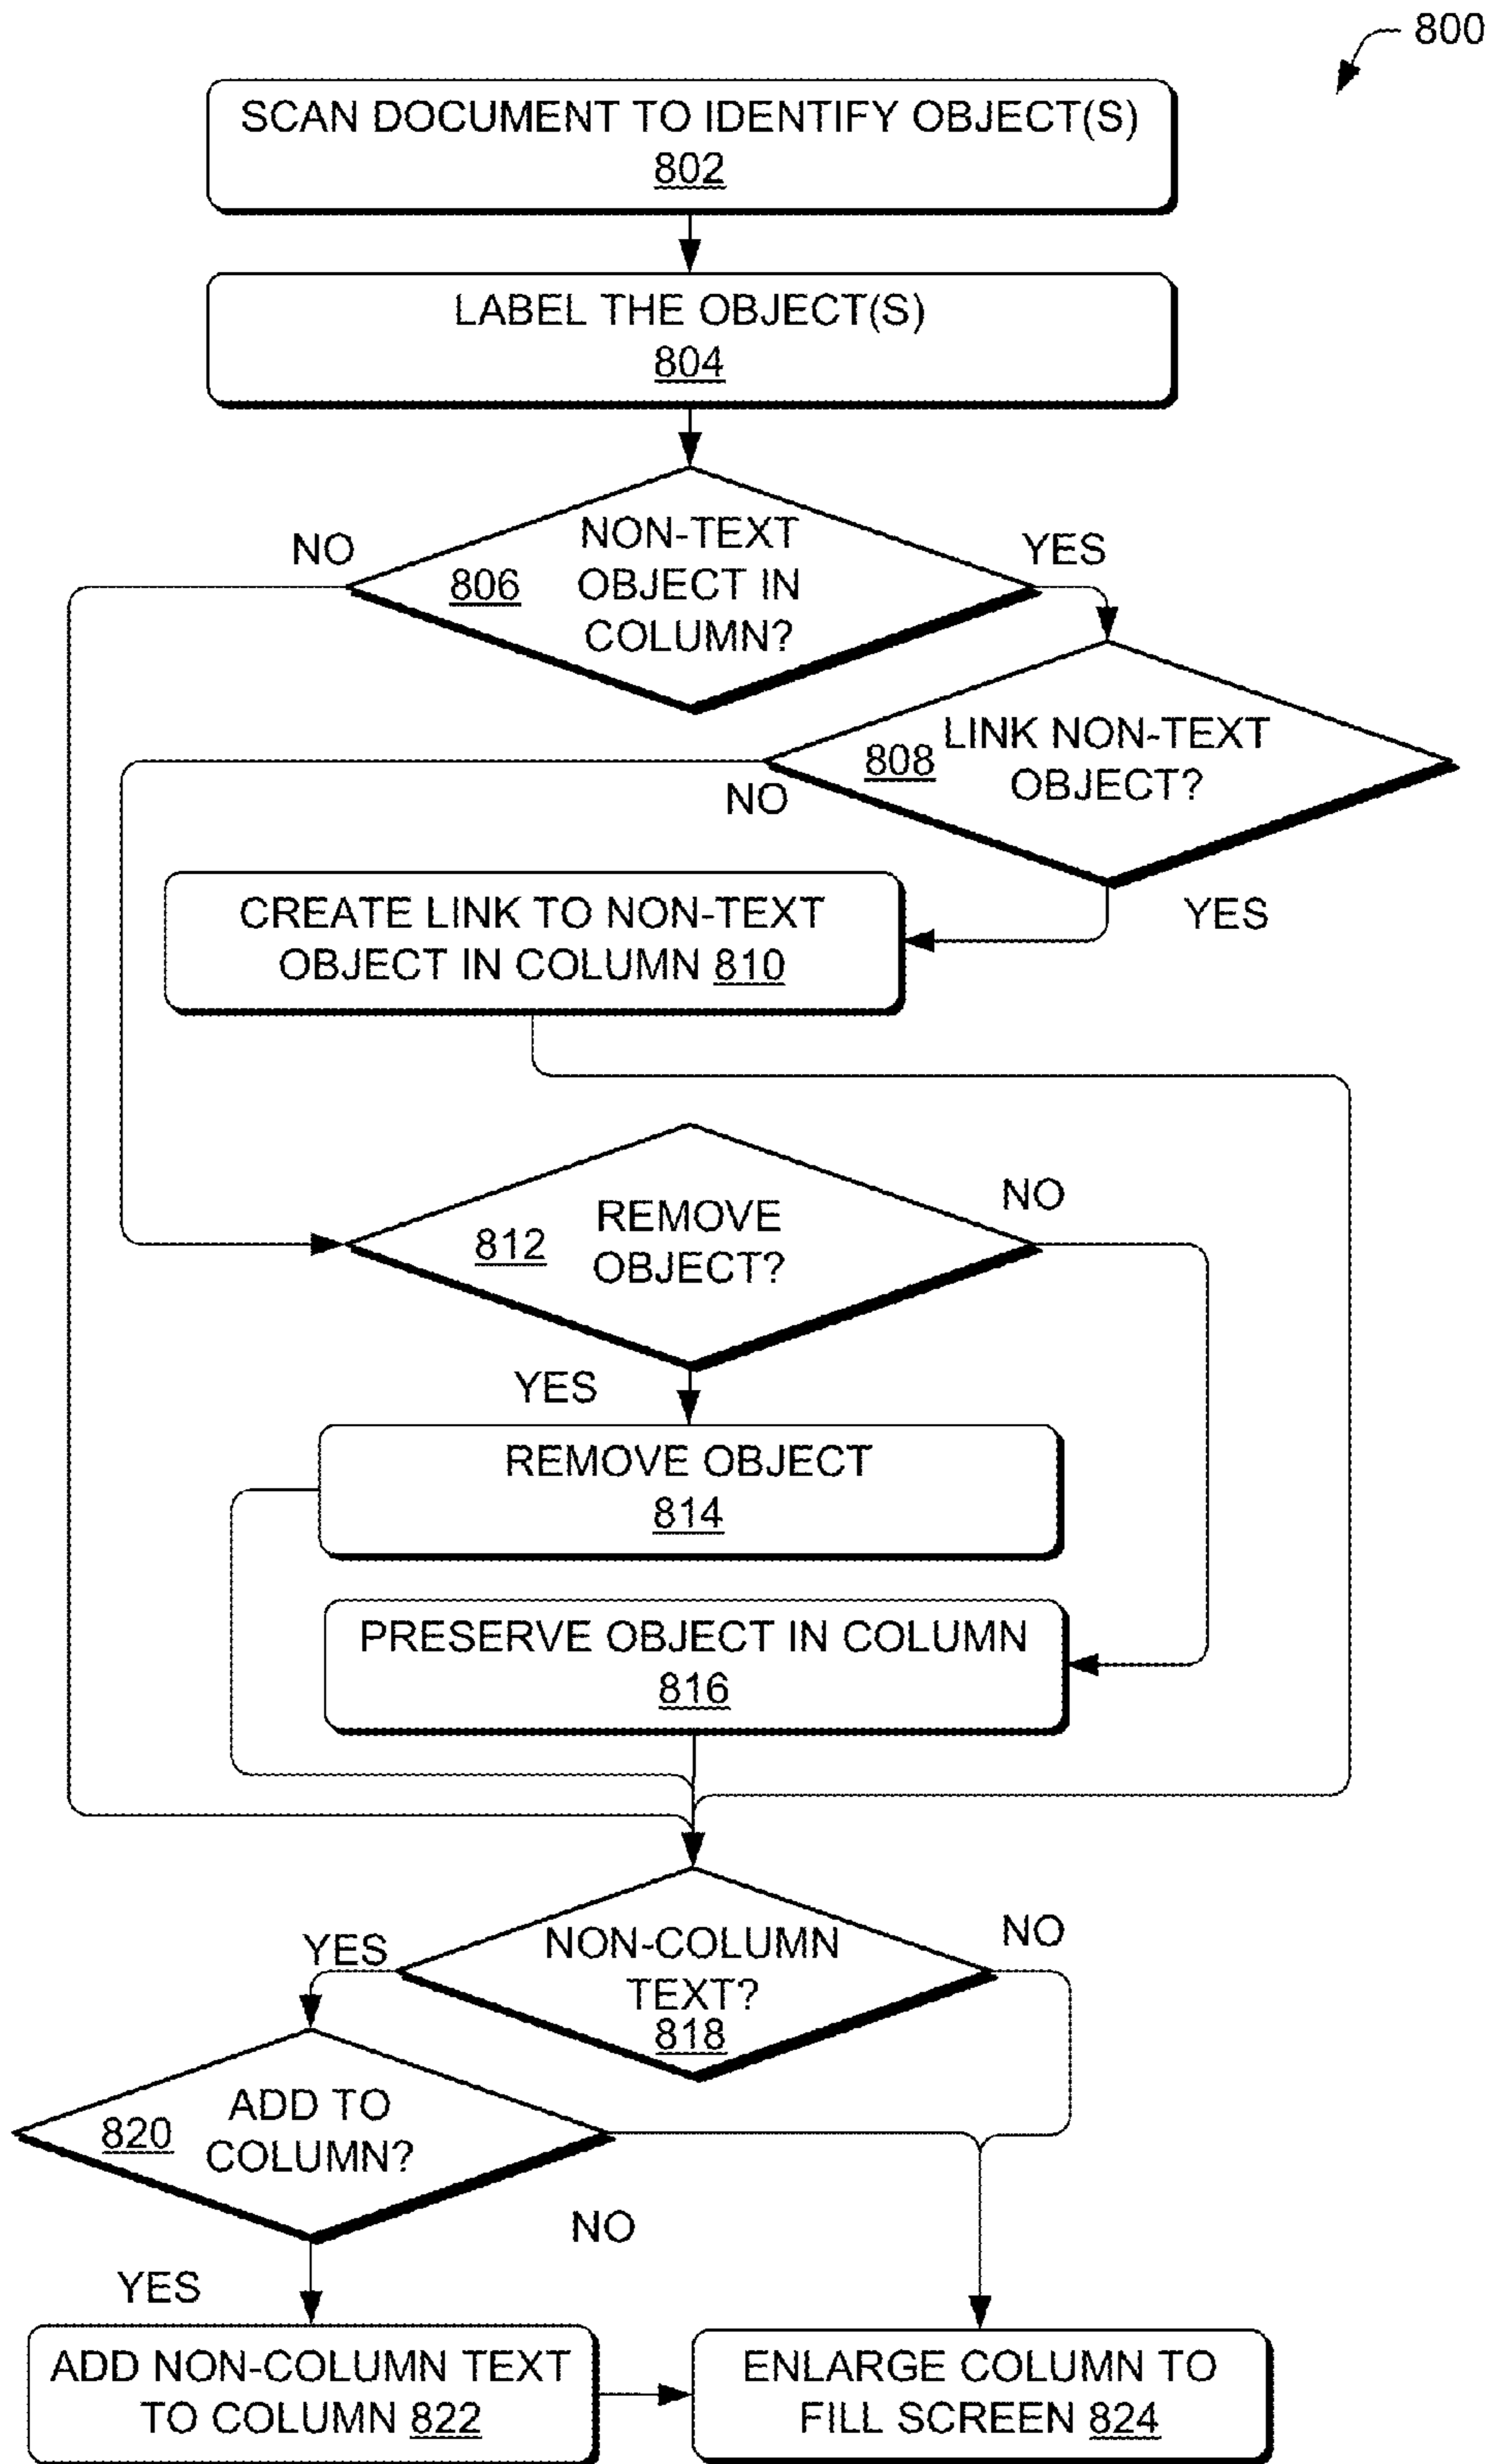 800
SCAN DOCUMENT TO IDENTIFY OBJECT(S)
802
LABEL THE OBJECT(S)
804
NO
806
NON-TEXT
OBJECT IN
COLUMN?
YES
808
LINK NON-TEXT
OBJECT?
NO
YES
CREATE LINK TO NON-TEXT
OBJECT IN COLUMN 810
812
REMOVE
OBJECT?
NO
YES
REMOVE OBJECT
814
PRESERVE OBJECT IN COLUMN
816
YES
NON-COLUMN
TEXT?
818
NO
820
ADD TO
COLUMN?
NO
YES
ADD NON-COLUMN TEXT
TO COLUMN 822
ENLARGE COLUMN TO
FILL SCREEN 824